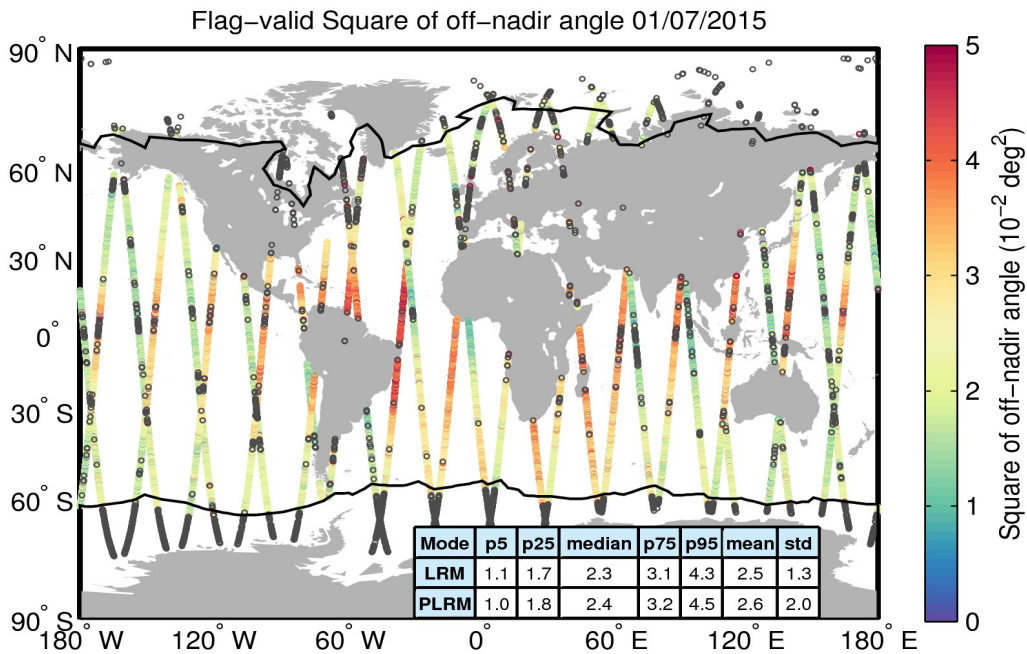 Flag−valid Square of off−nadir angle 01/07/2015
90° N
60° N
30° N
0°
30° S
60° S
90° S
180° W
120° W
60° W
0°
60° E
120° E
180° E
Mode p5 p25 median p75 p95 mean std
LRM 1.1 1.7 2.3 3.1 4.3 2.5 1.3
PLRM 1.0 1.8 2.4 3.2 4.5 2.6 2.0
5
4
3
2
1
0
Square of off−nadir angle (10⁻² deg²)